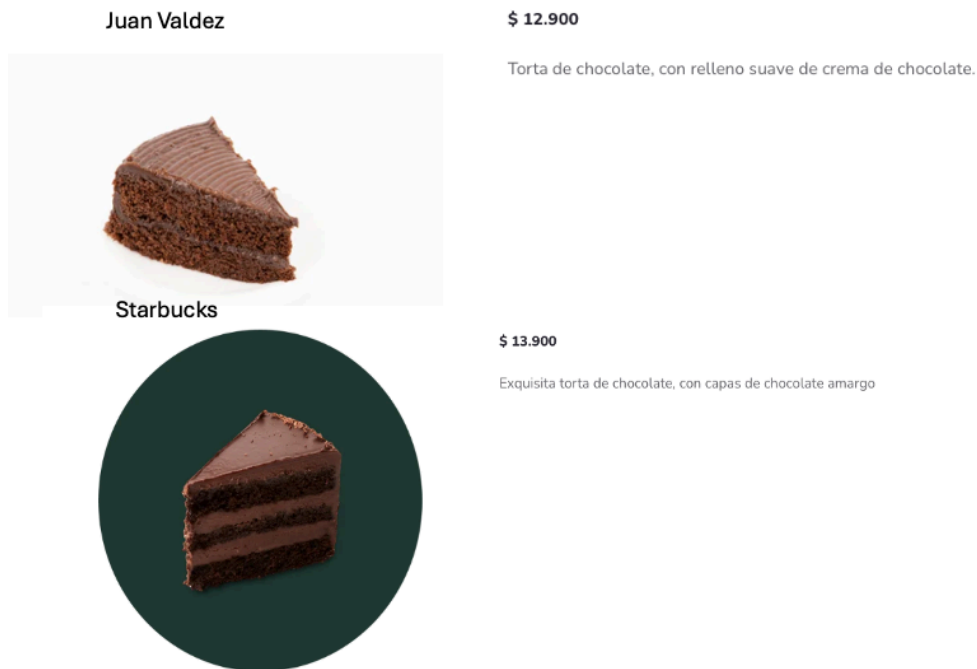 Juan Valdez
$ 12.900
Torta de chocolate, con relleno suave de crema de chocolate.
Starbucks
$ 13.900
Exquisita torta de chocolate, con capas de chocolate amargo